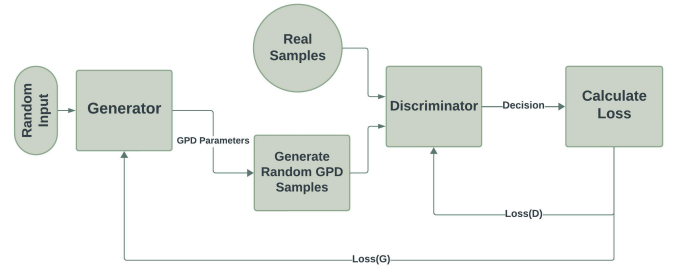 Random
Input
Generator
GPD Parameters
Real
Samples
Generate
Random GPD
Samples
Discriminator
Decision
Calculate
Loss
Loss(D)
Loss(G)